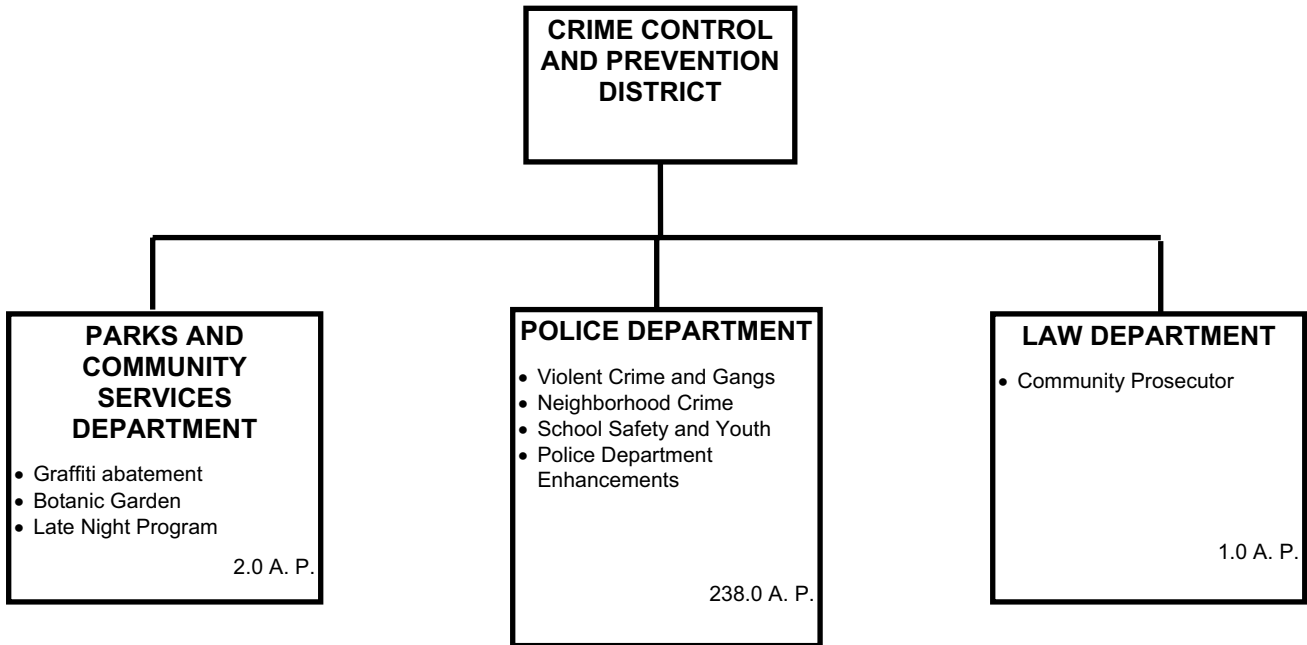 CRIME CONTROL
AND PREVENTION
DISTRICT
PARKS AND
COMMUNITY
SERVICES
DEPARTMENT
• Graffiti abatement
• Botanic Garden
• Late Night Program
2.0 A. P.
POLICE DEPARTMENT
• Violent Crime and Gangs
• Neighborhood Crime
• School Safety and Youth
• Police Department
Enhancements
238.0 A. P.
LAW DEPARTMENT
• Community Prosecutor
1.0 A. P.